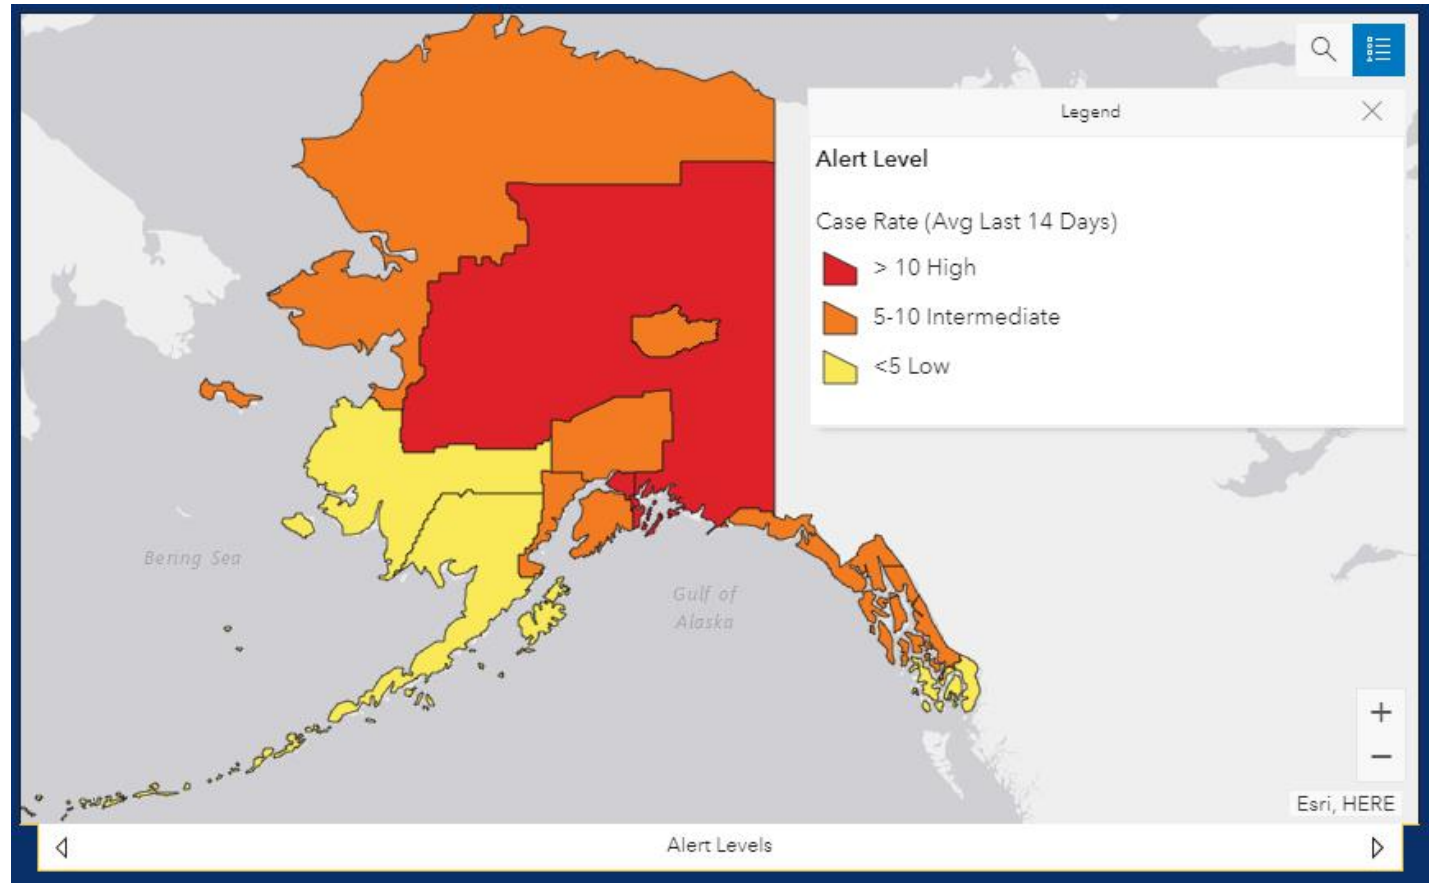 Legend
Alert Level
Case Rate (Avg Last 14 Days)
> 10 High
5-10 Intermediate
<5 Low
Bering Sea
Gulf of
Alaska
+
−
Esri, HERE
Alert Levels